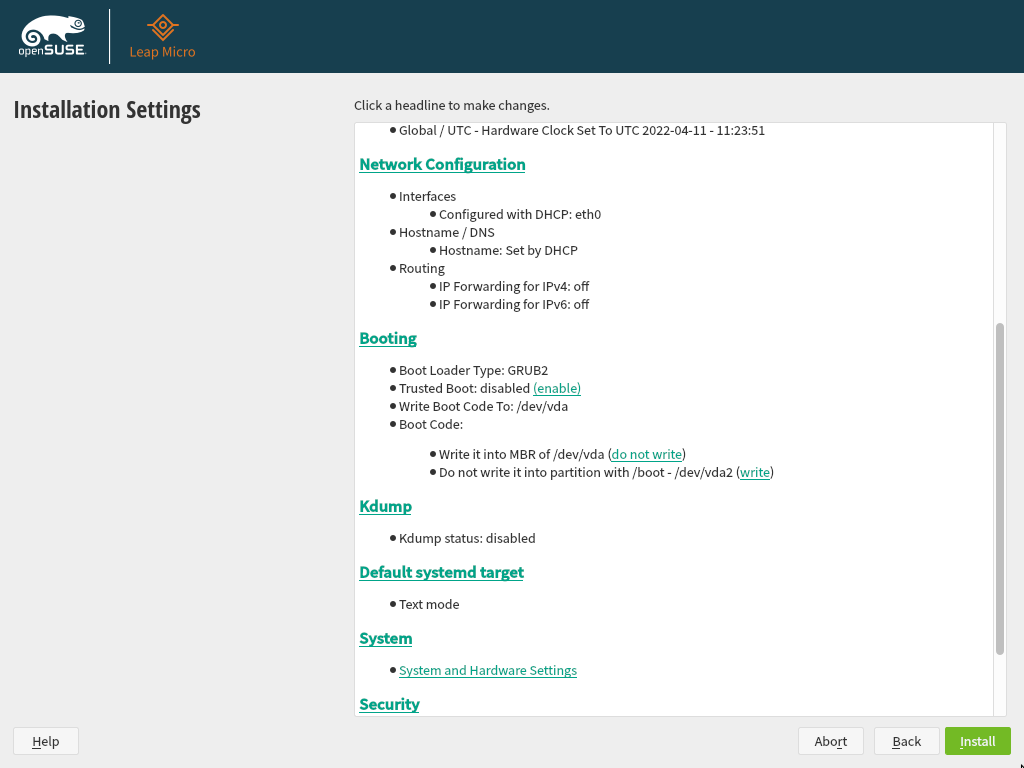 openSUSE
Leap Micro
Installation Settings
Click a headline to make changes.
Global / UTC - Hardware Clock Set To UTC 2022-04-11 - 11:23:51
Network Configuration
Interfaces
Configured with DHCP: eth0
Hostname / DNS
Hostname: Set by DHCP
Routing
IP Forwarding for IPv4: off
IP Forwarding for IPv6: off
Booting
Boot Loader Type: GRUB2
Trusted Boot: disabled (enable)
Write Boot Code To: /dev/vda
Boot Code:
Write it into MBR of /dev/vda (do not write)
Do not write it into partition with /boot - /dev/vda2 (write)
Kdump
Kdump status: disabled
Default systemd target
Text mode
System
System and Hardware Settings
Security
Help
Abort
Back
Install